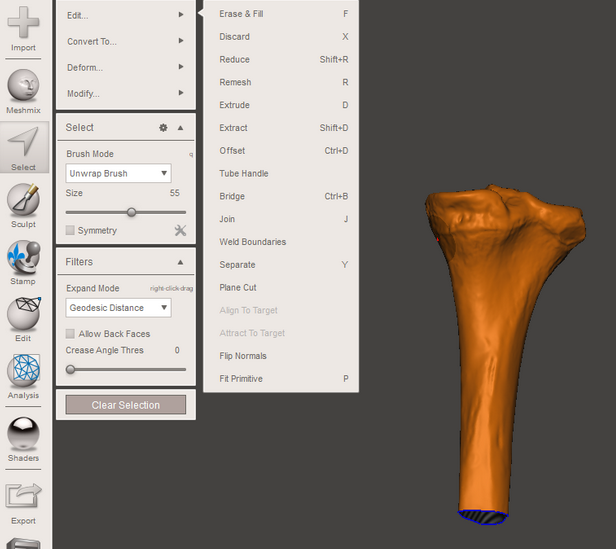 Import
Meshmix
Select
Sculpt
Stamp
Edit
Analysis
Shaders
Export
Edit...
Convert To...
Deform...
Modify...
Select
Brush Mode q
Unwrap Brush
Size 55
Symmetry
Filters
Expand Mode right-click-drag
Geodesic Distance
Allow Back Faces
Crease Angle Thres 0
Clear Selection
Erase & Fill F
Discard X
Reduce Shift+R
Remesh R
Extrude D
Extract Shift+D
Offset Ctrl+D
Tube Handle
Bridge Ctrl+B
Join J
Weld Boundaries
Separate Y
Plane Cut
Align To Target
Attract To Target
Flip Normals
Fit Primitive P